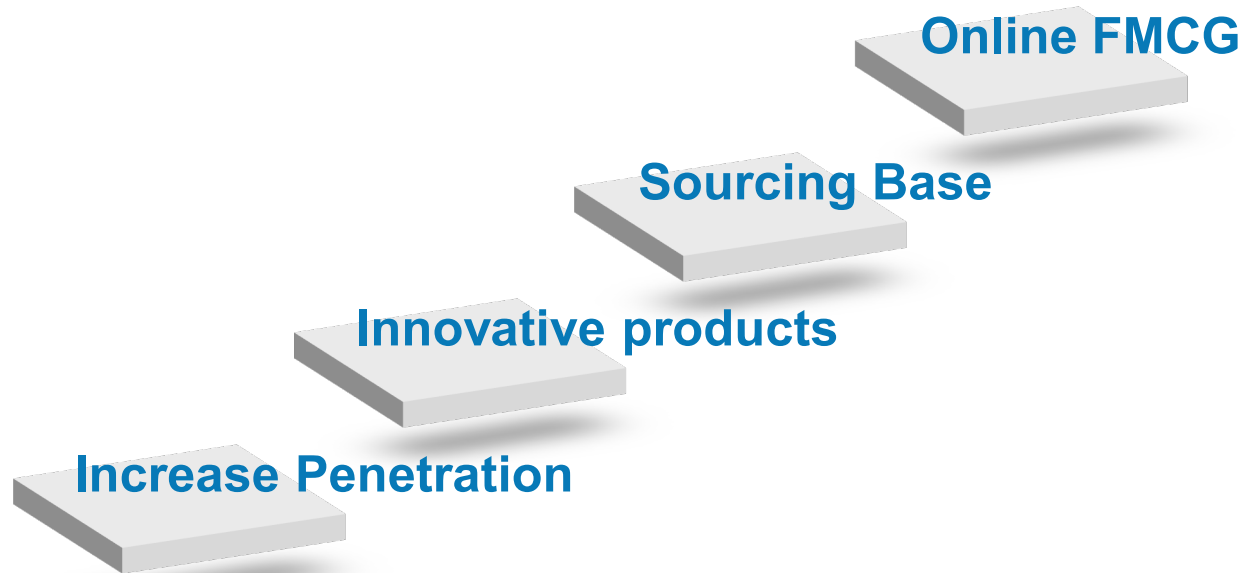 Online FMCG
Sourcing Base
Innovative products
Increase Penetration